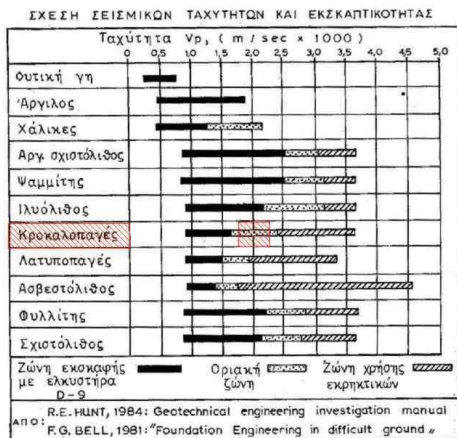 ΣΧΕΣΗ ΣΕΙΣΜΙΚΩΝ ΤΑΧΥΤΗΤΩΝ ΚΑΙ ΕΚΣΚΑΠΤΙΚΟΤΗΤΑΣ
Ταχύτητα Vp, (m/sec x 1000)
0 0,5 1,0 1,5 2,0 2,5 3,0 3,5 4,0 4,5 5,0
Φυτική γη
Άργιλος
Χάλικες
Αργ. σχιστόλιθος
Ψαμμίτης
Ιλυόλιθος
Κροκαλοπαγές
Λατυποπαγές
Ασβεστόλιθος
Φυλλίτης
Σχιστόλιθος
Ζώνη εκσκαφής με ελκυστήρα D-9
Οριακή ζώνη
Ζώνη χρήσης εκρηκτικών
ΑΠΟ: R.E. HUNT, 1984: Geotechnical engineering investigation manual
F.G. BELL, 1981: "Foundation Engineering in difficult ground"